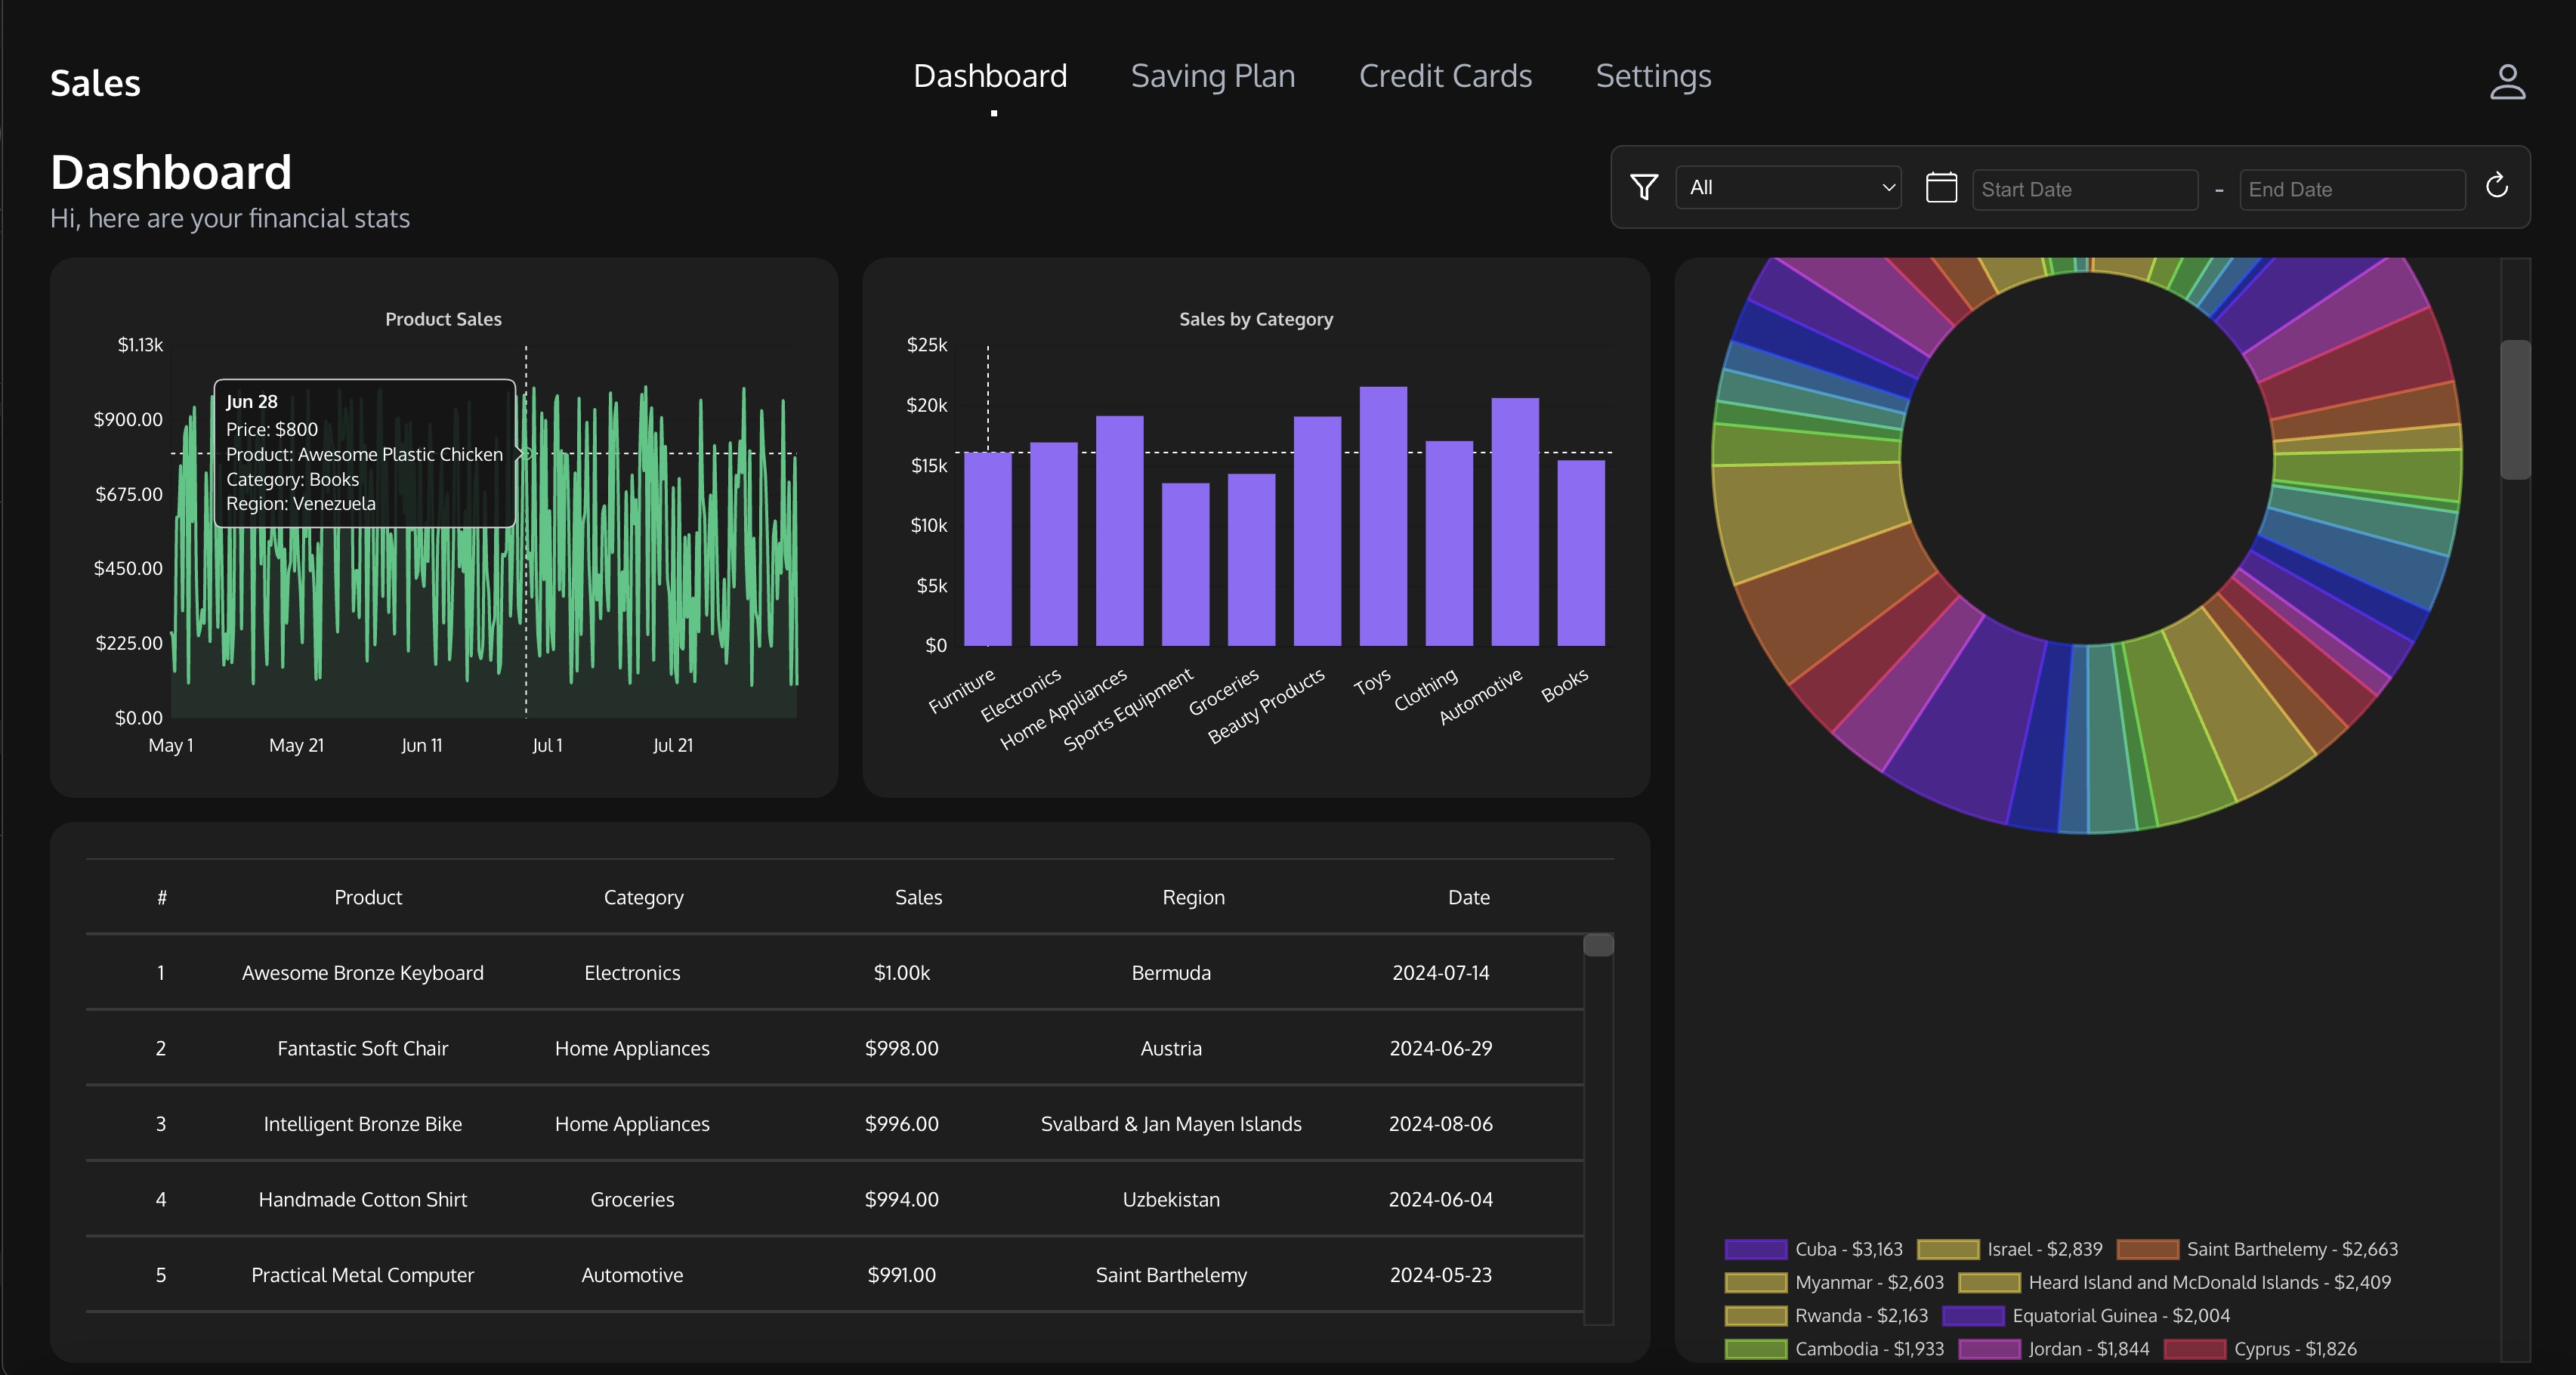 Sales
Dashboard Saving Plan Credit Cards Settings
Dashboard
Hi, here are your financial stats
All Start Date - End Date
Product Sales
$1.13k
$900.00
$675.00
$450.00
$225.00
$0.00
May 1 May 21 Jun 11 Jul 1 Jul 21
Jun 28
Price: $800
Product: Awesome Plastic Chicken
Category: Books
Region: Venezuela
Sales by Category
$25k
$20k
$15k
$10k
$5k
$0
Furniture Electronics Home Appliances Sports Equipment Groceries Beauty Products Toys Clothing Automotive Books
# Product Category Sales Region Date
1 Awesome Bronze Keyboard Electronics $1.00k Bermuda 2024-07-14
2 Fantastic Soft Chair Home Appliances $998.00 Austria 2024-06-29
3 Intelligent Bronze Bike Home Appliances $996.00 Svalbard & Jan Mayen Islands 2024-08-06
4 Handmade Cotton Shirt Groceries $994.00 Uzbekistan 2024-06-04
5 Practical Metal Computer Automotive $991.00 Saint Barthelemy 2024-05-23
Cuba - $3,163 Israel - $2,839 Saint Barthelemy - $2,663
Myanmar - $2,603 Heard Island and McDonald Islands - $2,409
Rwanda - $2,163 Equatorial Guinea - $2,004
Cambodia - $1,933 Jordan - $1,844 Cyprus - $1,826